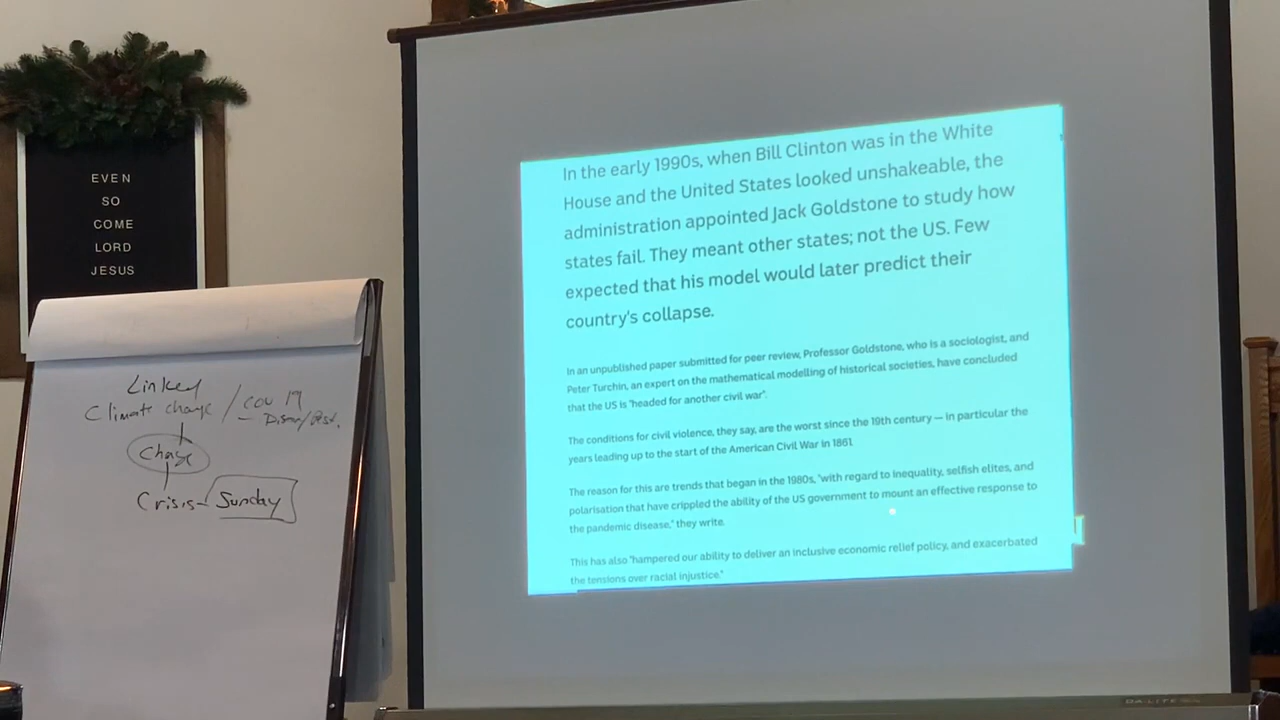 EVEN
SO
COME
LORD
JESUS
Linked
Climate change / COV 19
– Disea/Pest.
Chase
Crisis – Sunday
In the early 1990s, when Bill Clinton was in the White
House and the United States looked unshakeable, the
administration appointed Jack Goldstone to study how
states fail. They meant other states; not the US. Few
expected that his model would later predict their
country's collapse.
In an unpublished paper submitted for peer review, Professor Goldstone, who is a sociologist, and
Peter Turchin, an expert on the mathematical modelling of historical societies, have concluded
that the US is "headed for another civil war".
The conditions for civil violence, they say, are the worst since the 19th century — in particular the
years leading up to the start of the American Civil War in 1861.
The reason for this are trends that began in the 1980s, "with regard to inequality, selfish elites, and
polarisation that have crippled the ability of the US government to mount an effective response to
the pandemic disease," they write.
This has also "hampered our ability to deliver an inclusive economic relief policy, and exacerbated
the tensions over racial injustice."
DA-LITE